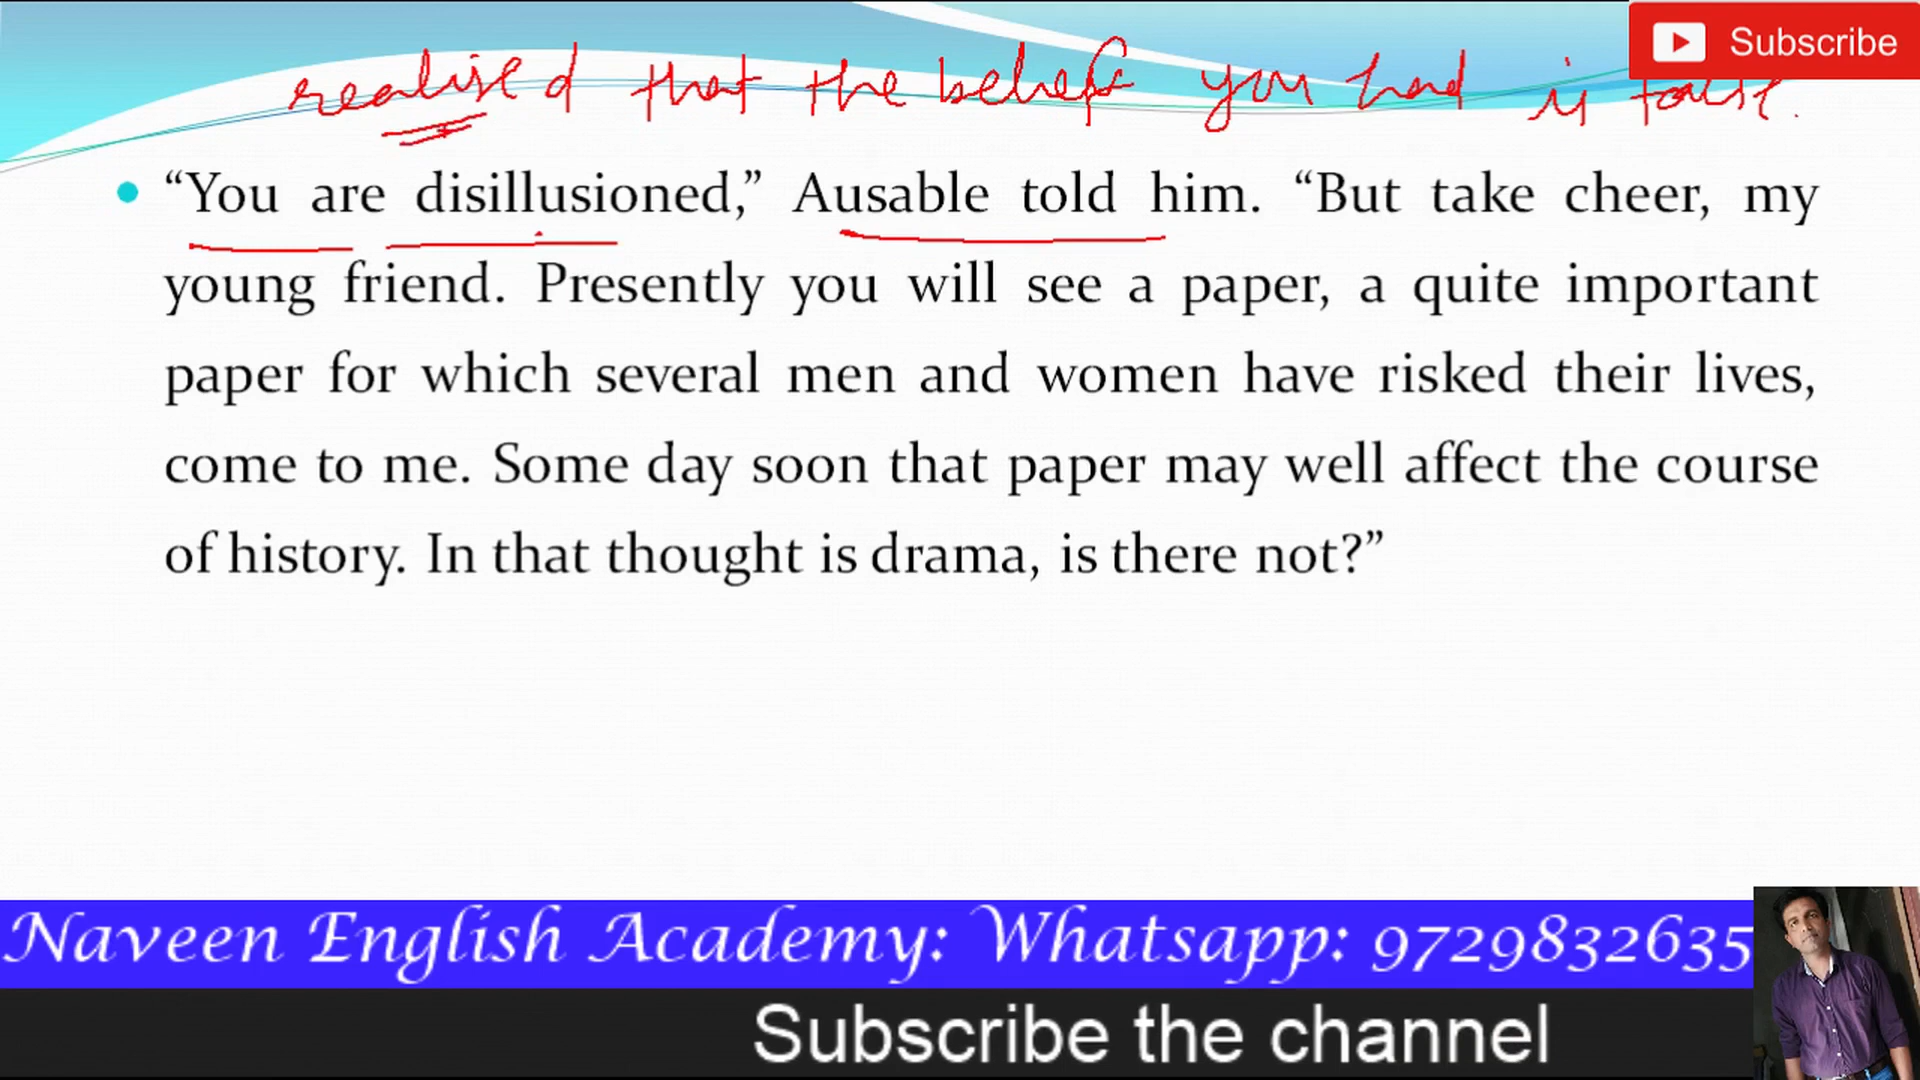 Subscribe
realised that the belief you had is false.
“You are disillusioned,” Ausable told him. “But take cheer, my
young friend. Presently you will see a paper, a quite important
paper for which several men and women have risked their lives,
come to me. Some day soon that paper may well affect the course
of history. In that thought is drama, is there not?”
Naveen English Academy: Whatsapp: 9729832635
Subscribe the channel